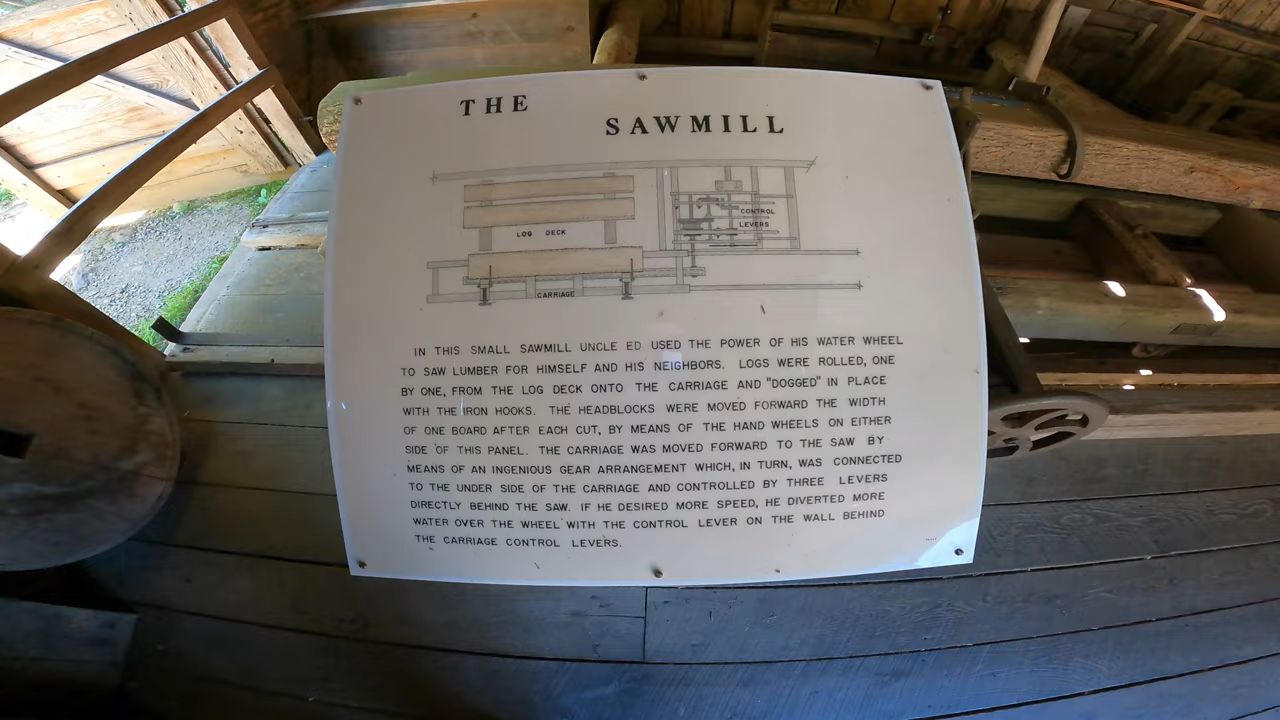 THE
SAWMILL
CONTROL
LEVERS
LOG DECK
CARRIAGE
IN THIS SMALL SAWMILL UNCLE ED USED THE POWER OF HIS WATER WHEEL
TO SAW LUMBER FOR HIMSELF AND HIS NEIGHBORS. LOGS WERE ROLLED, ONE
BY ONE, FROM THE LOG DECK ONTO THE CARRIAGE AND "DOGGED" IN PLACE
WITH THE IRON HOOKS. THE HEADBLOCKS WERE MOVED FORWARD THE WIDTH
OF ONE BOARD AFTER EACH CUT, BY MEANS OF THE HAND WHEELS ON EITHER
SIDE OF THIS PANEL. THE CARRIAGE WAS MOVED FORWARD TO THE SAW BY
MEANS OF AN INGENIOUS GEAR ARRANGEMENT WHICH, IN TURN, WAS CONNECTED
TO THE UNDER SIDE OF THE CARRIAGE AND CONTROLLED BY THREE LEVERS
DIRECTLY BEHIND THE SAW. IF HE DESIRED MORE SPEED, HE DIVERTED MORE
WATER OVER THE WHEEL WITH THE CONTROL LEVER ON THE WALL BEHIND
THE CARRIAGE CONTROL LEVERS.